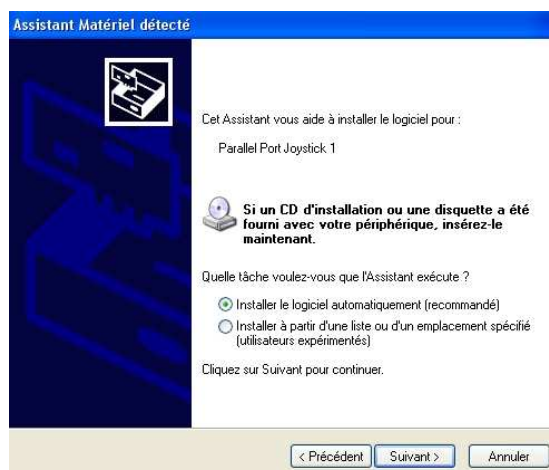 Assistant Matériel détecté
Cet Assistant vous aide à installer le logiciel pour :
Parallel Port Joystick 1
Si un CD d'installation ou une disquette a été
fourni avec votre périphérique, insérez-le
maintenant.
Quelle tâche voulez-vous que l'Assistant exécute ?
Installer le logiciel automatiquement (recommandé)
Installer à partir d'une liste ou d'un emplacement spécifié
(utilisateurs expérimentés)
Cliquez sur Suivant pour continuer.
< Précédent Suivant > Annuler